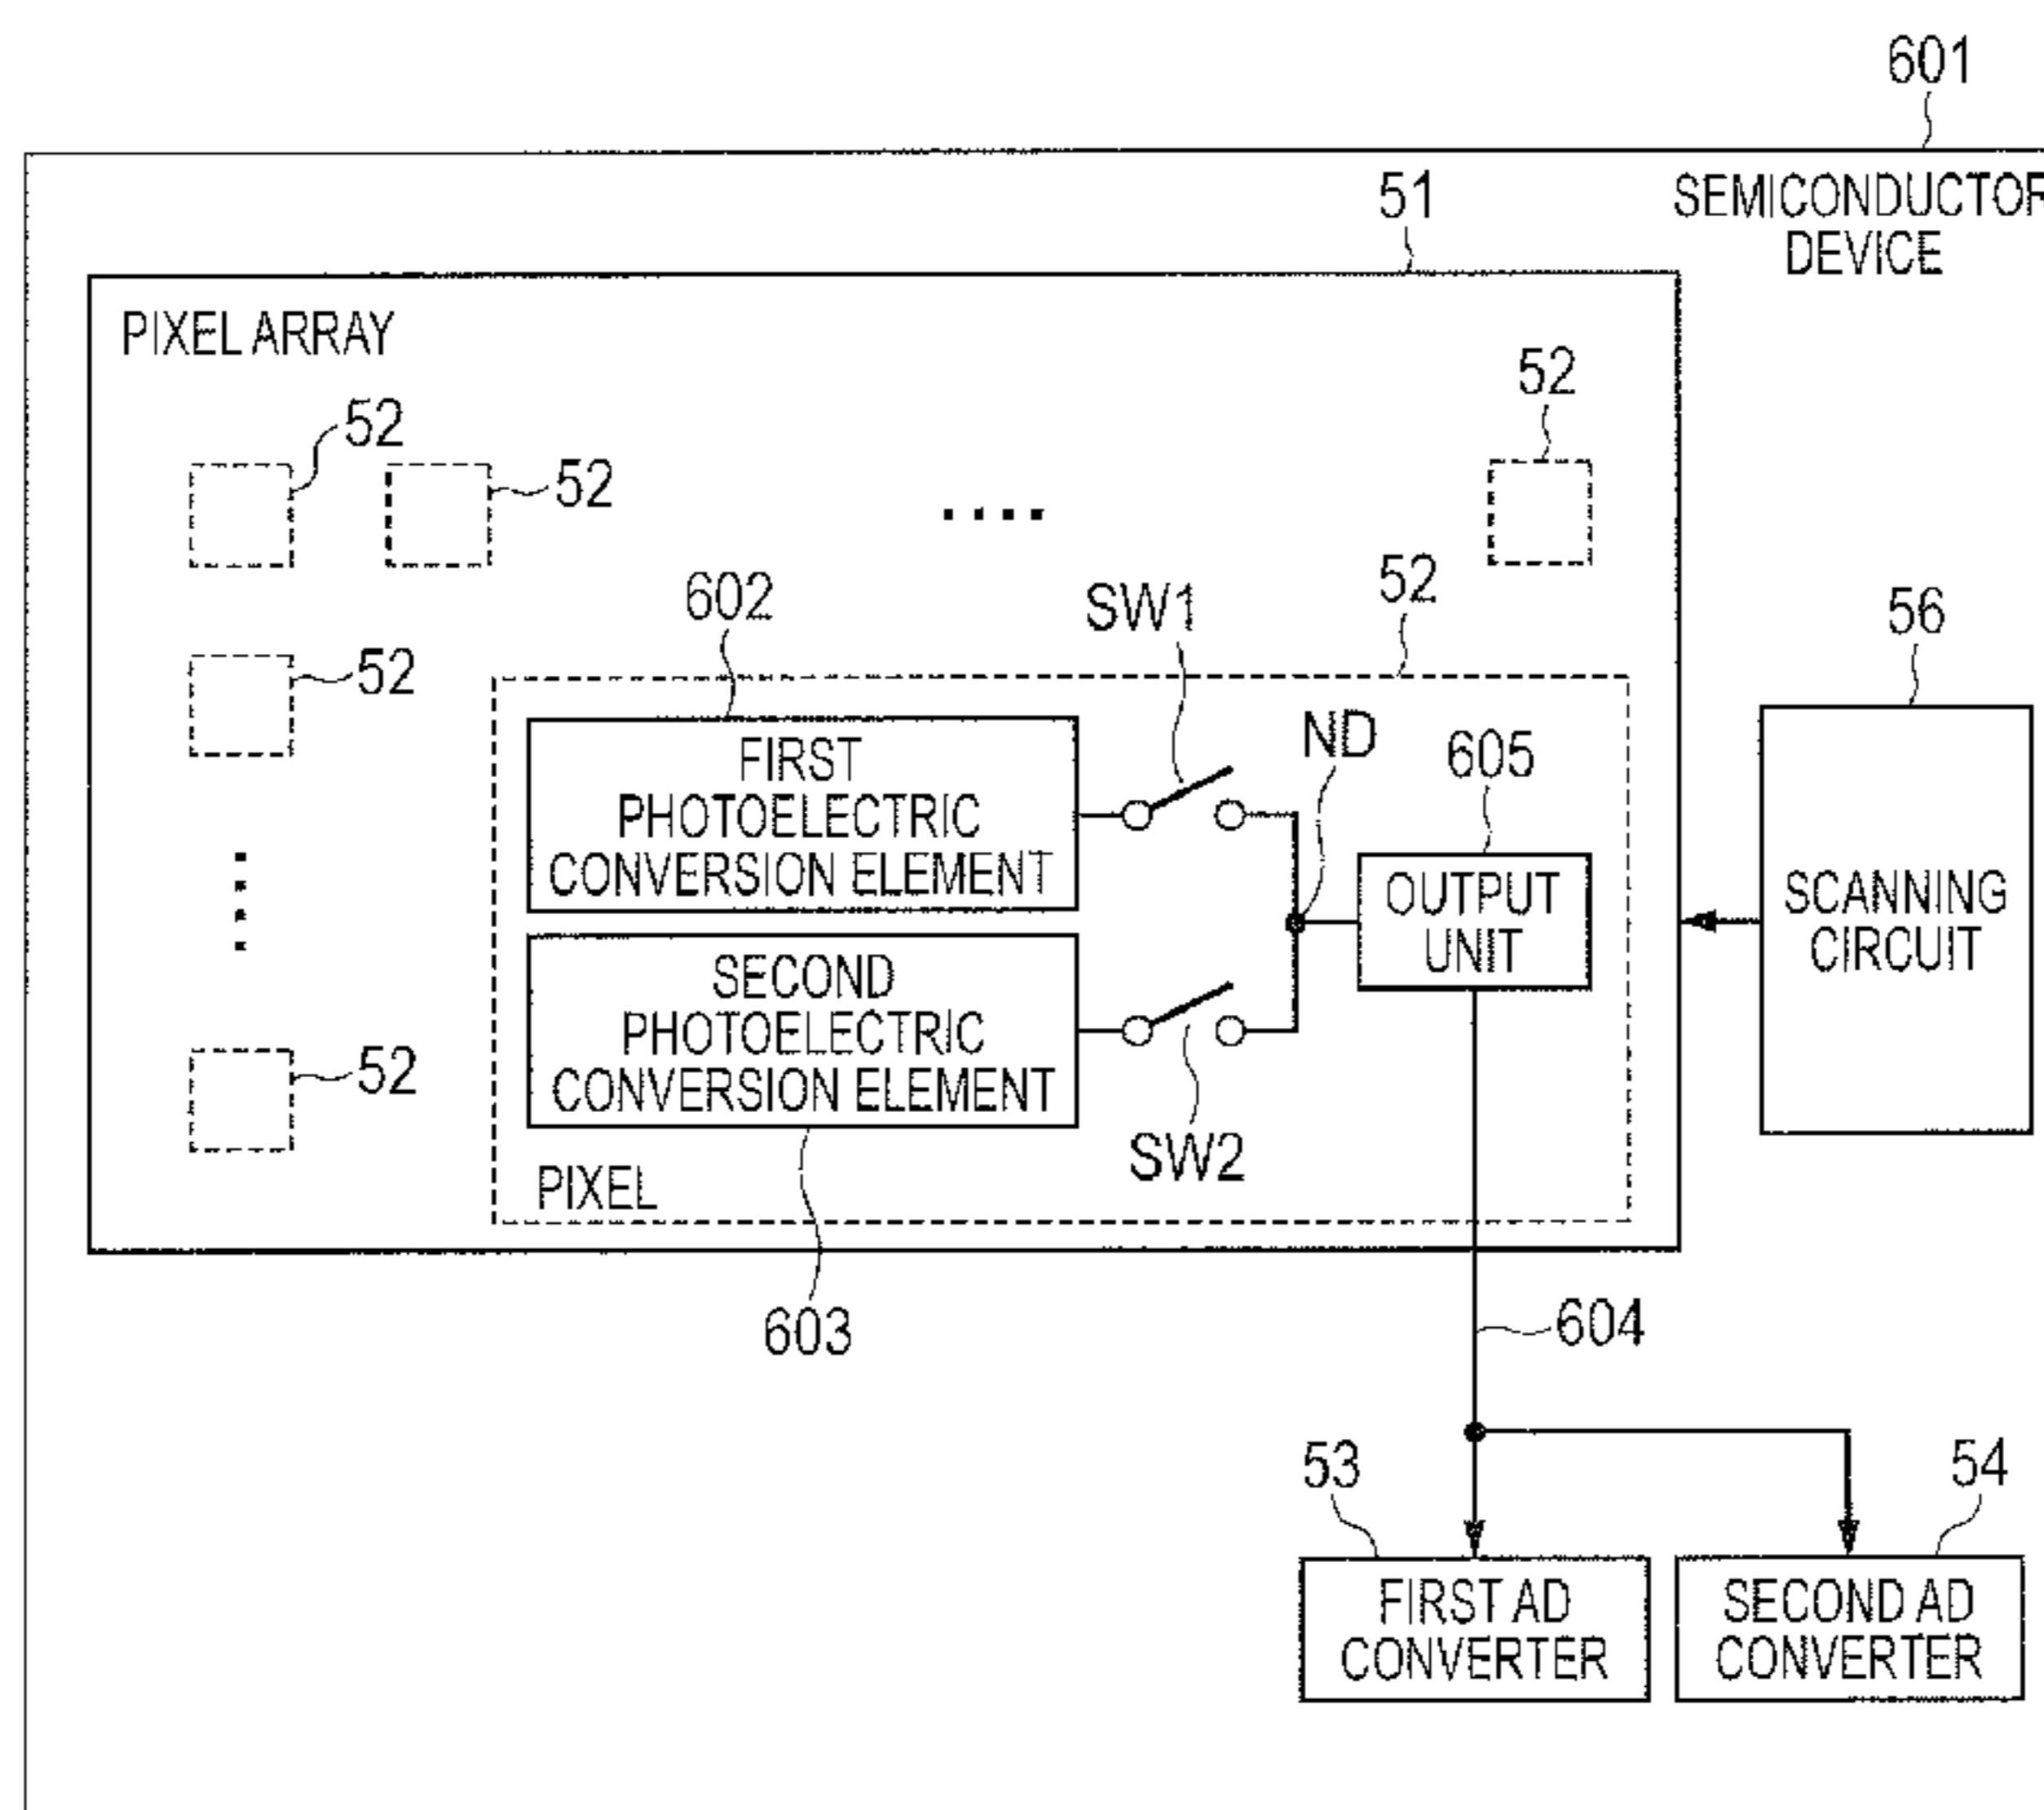 601
SEMICONDUCTOR
DEVICE
51
PIXEL ARRAY
52
52
52
602
SW1
52
56
52
ND
605
FIRST
PHOTOELECTRIC
CONVERSION ELEMENT
OUTPUT
UNIT
SCANNING
CIRCUIT
SECOND
PHOTOELECTRIC
CONVERSION ELEMENT
52
SW2
PIXEL
603
604
53
54
FIRST AD
CONVERTER
SECOND AD
CONVERTER